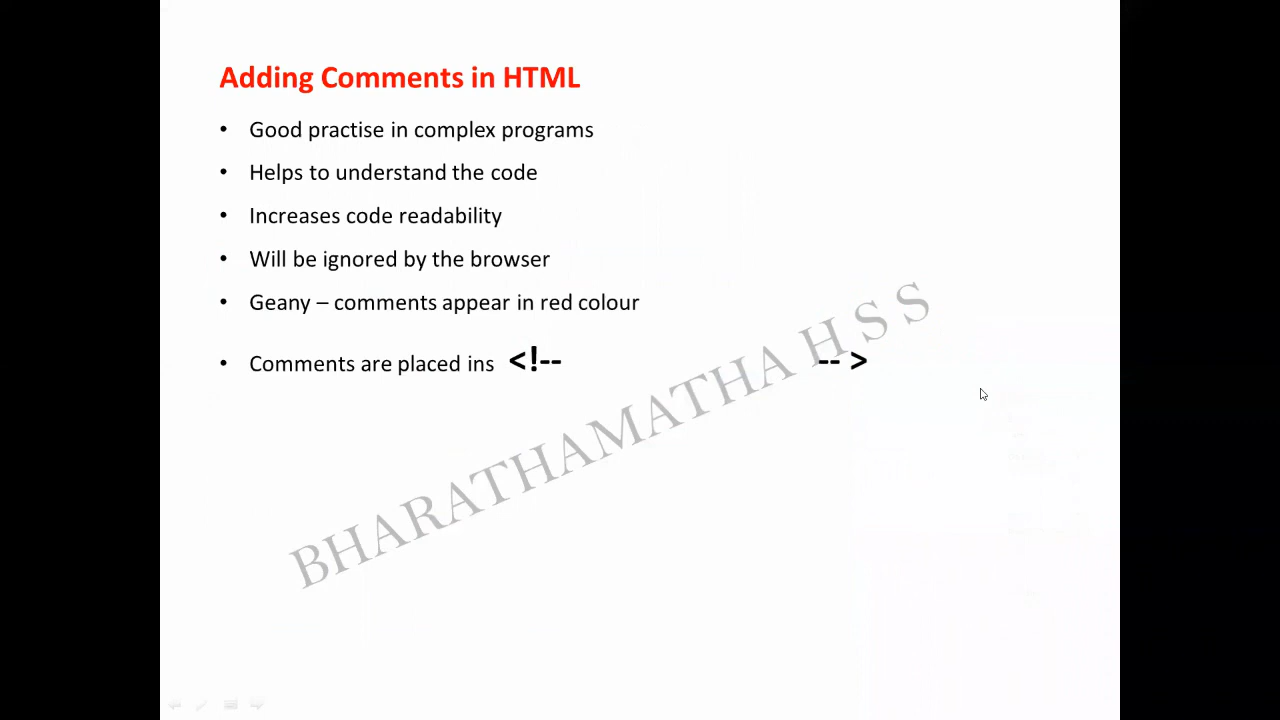 Adding Comments in HTML
• Good practise in complex programs
• Helps to understand the code
• Increases code readability
• Will be ignored by the browser
• Geany – comments appear in red colour
• Comments are placed ins <!-- -- >
BHARATHAMATHA H S S